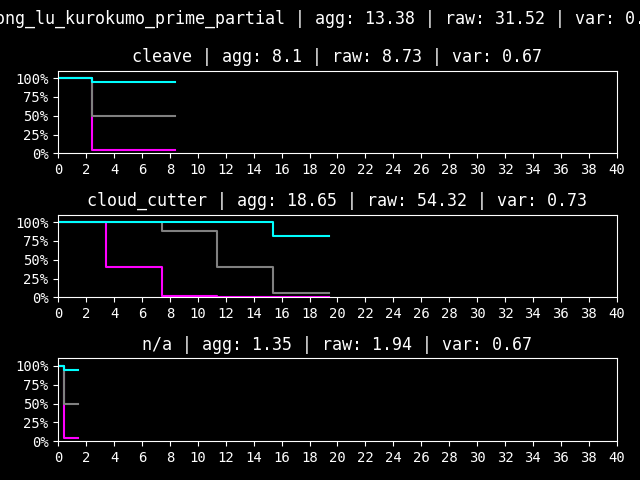 ong_lu_kurokumo_prime_partial | agg: 13.38 | raw: 31.52 | var: 0.
cleave | agg: 8.1 | raw: 8.73 | var: 0.67
100%
75%
50%
25%
0%
0 2 4 6 8 10 12 14 16 18 20 22 24 26 28 30 32 34 36 38 40
cloud_cutter | agg: 18.65 | raw: 54.32 | var: 0.73
100%
75%
50%
25%
0%
0 2 4 6 8 10 12 14 16 18 20 22 24 26 28 30 32 34 36 38 40
n/a | agg: 1.35 | raw: 1.94 | var: 0.67
100%
75%
50%
25%
0%
0 2 4 6 8 10 12 14 16 18 20 22 24 26 28 30 32 34 36 38 40